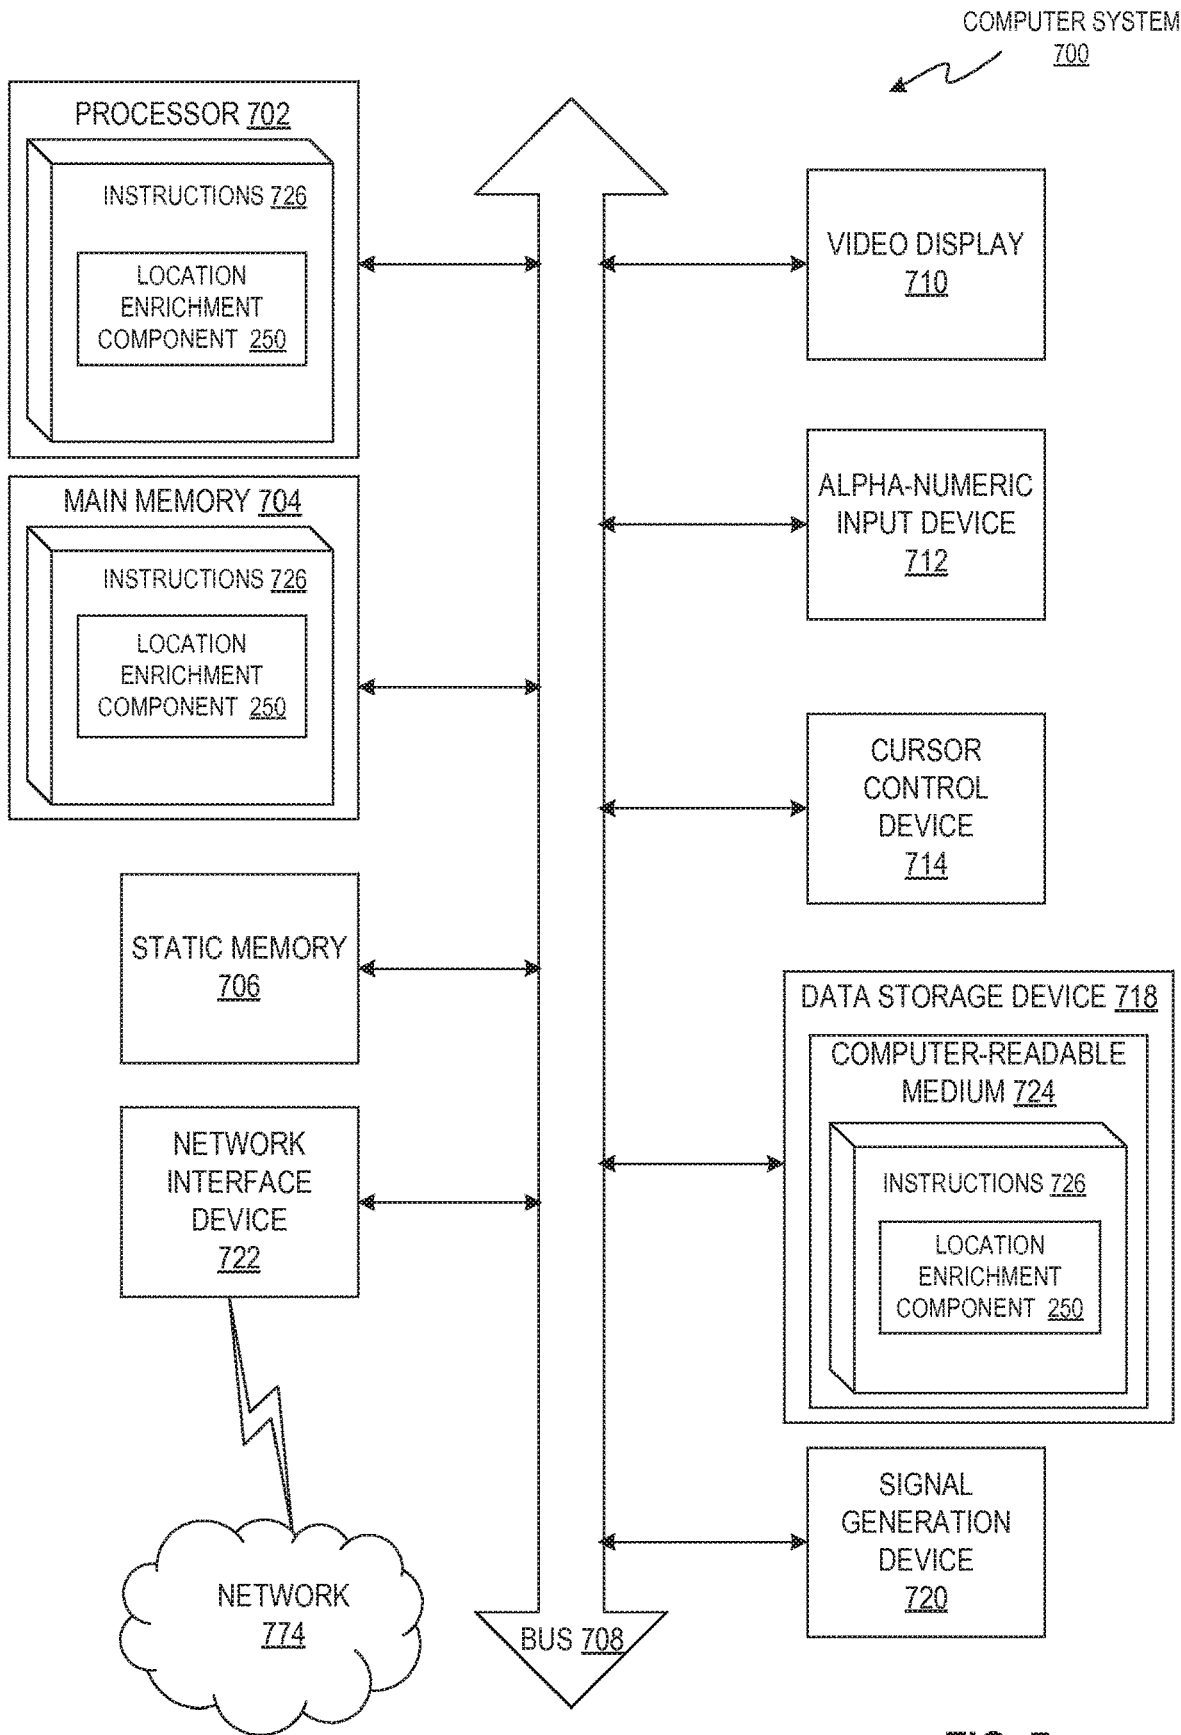 COMPUTER SYSTEM
700
PROCESSOR 702
INSTRUCTIONS 726
LOCATION
ENRICHMENT
COMPONENT 250
MAIN MEMORY 704
INSTRUCTIONS 726
LOCATION
ENRICHMENT
COMPONENT 250
STATIC MEMORY
706
NETWORK
INTERFACE
DEVICE
722
NETWORK
774
BUS 708
VIDEO DISPLAY
710
ALPHA-NUMERIC
INPUT DEVICE
712
CURSOR
CONTROL
DEVICE
714
DATA STORAGE DEVICE 718
COMPUTER-READABLE
MEDIUM 724
INSTRUCTIONS 726
LOCATION
ENRICHMENT
COMPONENT 250
SIGNAL
GENERATION
DEVICE
720